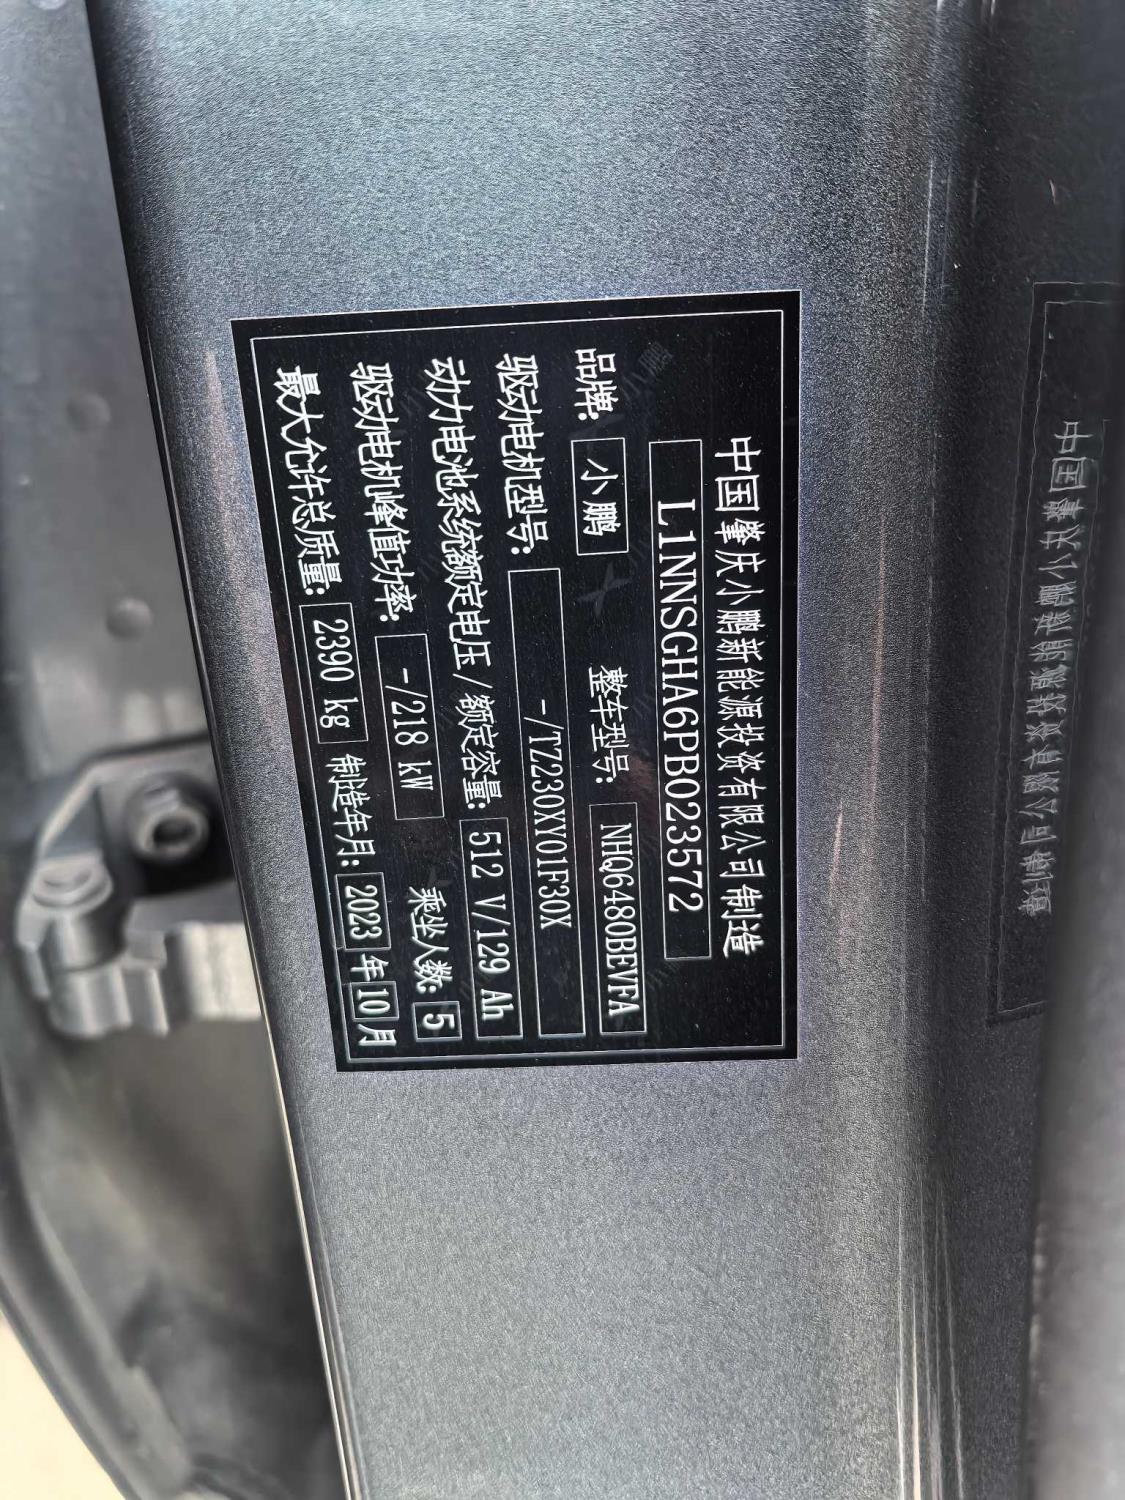 中国肇庆小鹏新能源投资有限公司制造
L1NNSGHA6PB023572
品牌: 小鹏 整车型号: NHQ6480BEVFA
驱动电机型号: -/TZ230XY01F30X
动力电池系统额定电压/额定容量: 512 V/129 Ah
驱动电机峰值功率: -/218 kW 乘坐人数: 5
最大允许总质量: 2390 kg 制造年月: 2023 年 10 月